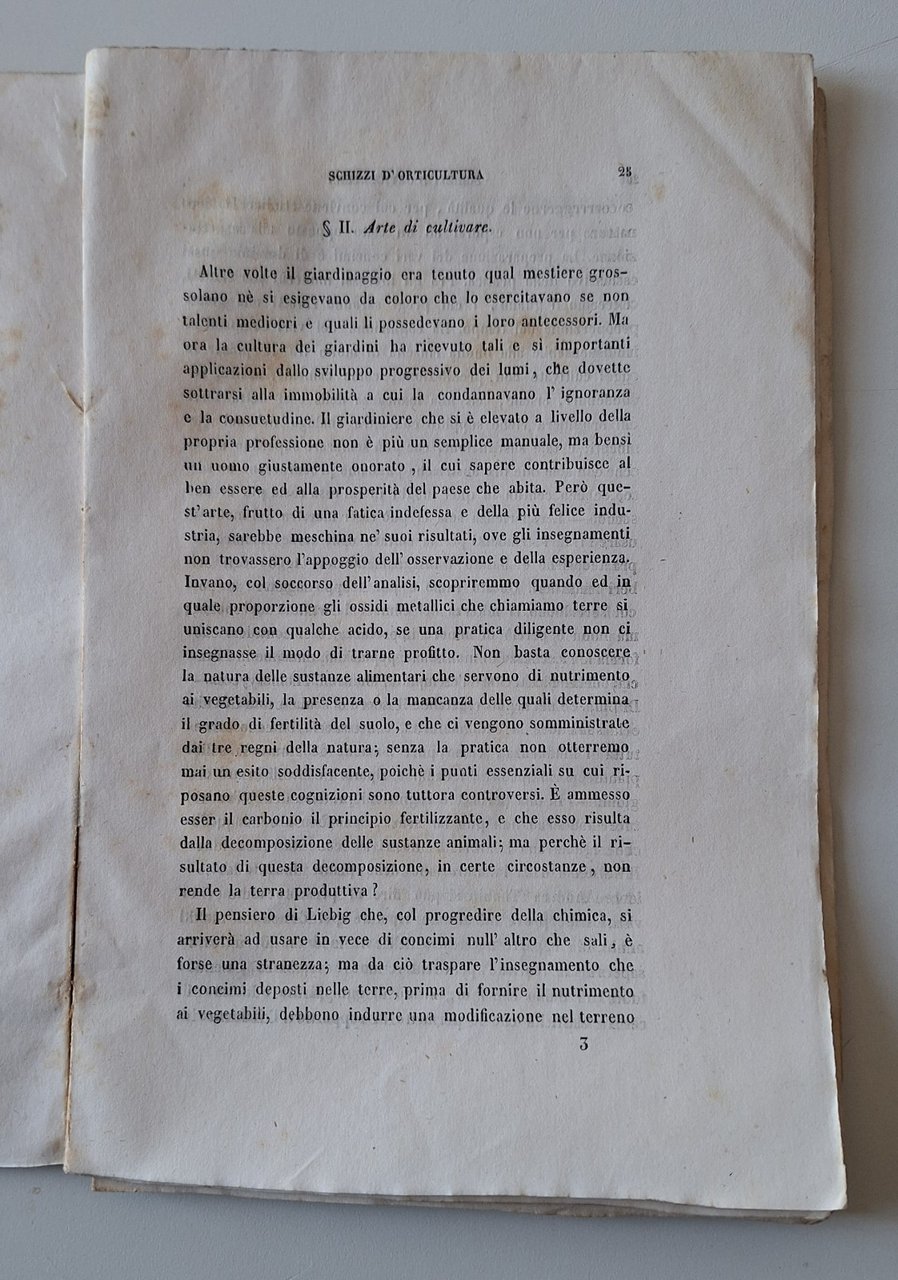 SCHIZZI D'ORTICULTURA 25
§ II. Arte di cultivare.
Altre volte il giardinaggio era tenuto qual mestiere gros-
solano nè si esigevano da coloro che lo esercitavano se non
talenti mediocri e quali li possedevano i loro antecessori. Ma
ora la cultura dei giardini ha ricevuto tali e sì importanti
applicazioni dallo sviluppo progressivo dei lumi, che dovette
sottrarsi alla immobilità a cui la condannavano l'ignoranza
e la consuetudine. Il giardiniere che si è elevato a livello della
propria professione non è più un semplice manuale, ma bensì
un uomo giustamente onorato, il cui sapere contribuisce al
ben essere ed alla prosperità del paese che abita. Però que-
st'arte, frutto di una fatica indefessa e della più felice indu-
stria, sarebbe meschina ne' suoi risultati, ove gli insegnamenti
non trovassero l'appoggio dell'osservazione e della esperienza.
Invano, col soccorso dell'analisi, scopriremmo quando ed in
quale proporzione gli ossidi metallici che chiamiamo terre si
uniscano con qualche acido, se una pratica diligente non ci
insegnasse il modo di trarne profitto. Non basta conoscere
la natura delle sustanze alimentari che servono di nutrimento
ai vegetabili, la presenza o la mancanza delle quali determina
il grado di fertilità del suolo, e che ci vengono somministrate
dai tre regni della natura; senza la pratica non otterremo
mai un esito soddisfacente, poichè i punti essenziali su cui ri-
posano queste cognizioni sono tuttora controversi. È ammesso
esser il carbonio il principio fertilizzante, e che esso risulta
dalla decomposizione delle sustanze animali; ma perchè il ri-
sultato di questa decomposizione, in certe circostanze, non
rende la terra produttiva?
Il pensiero di Liebig che, col progredire della chimica, si
arriverà ad usare in vece di concimi null'altro che sali, è
forse una stranezza; ma da ciò traspare l'insegnamento che
i concimi deposti nelle terre, prima di fornire il nutrimento
ai vegetabili, debbono indurre una modificazione nel terreno
3